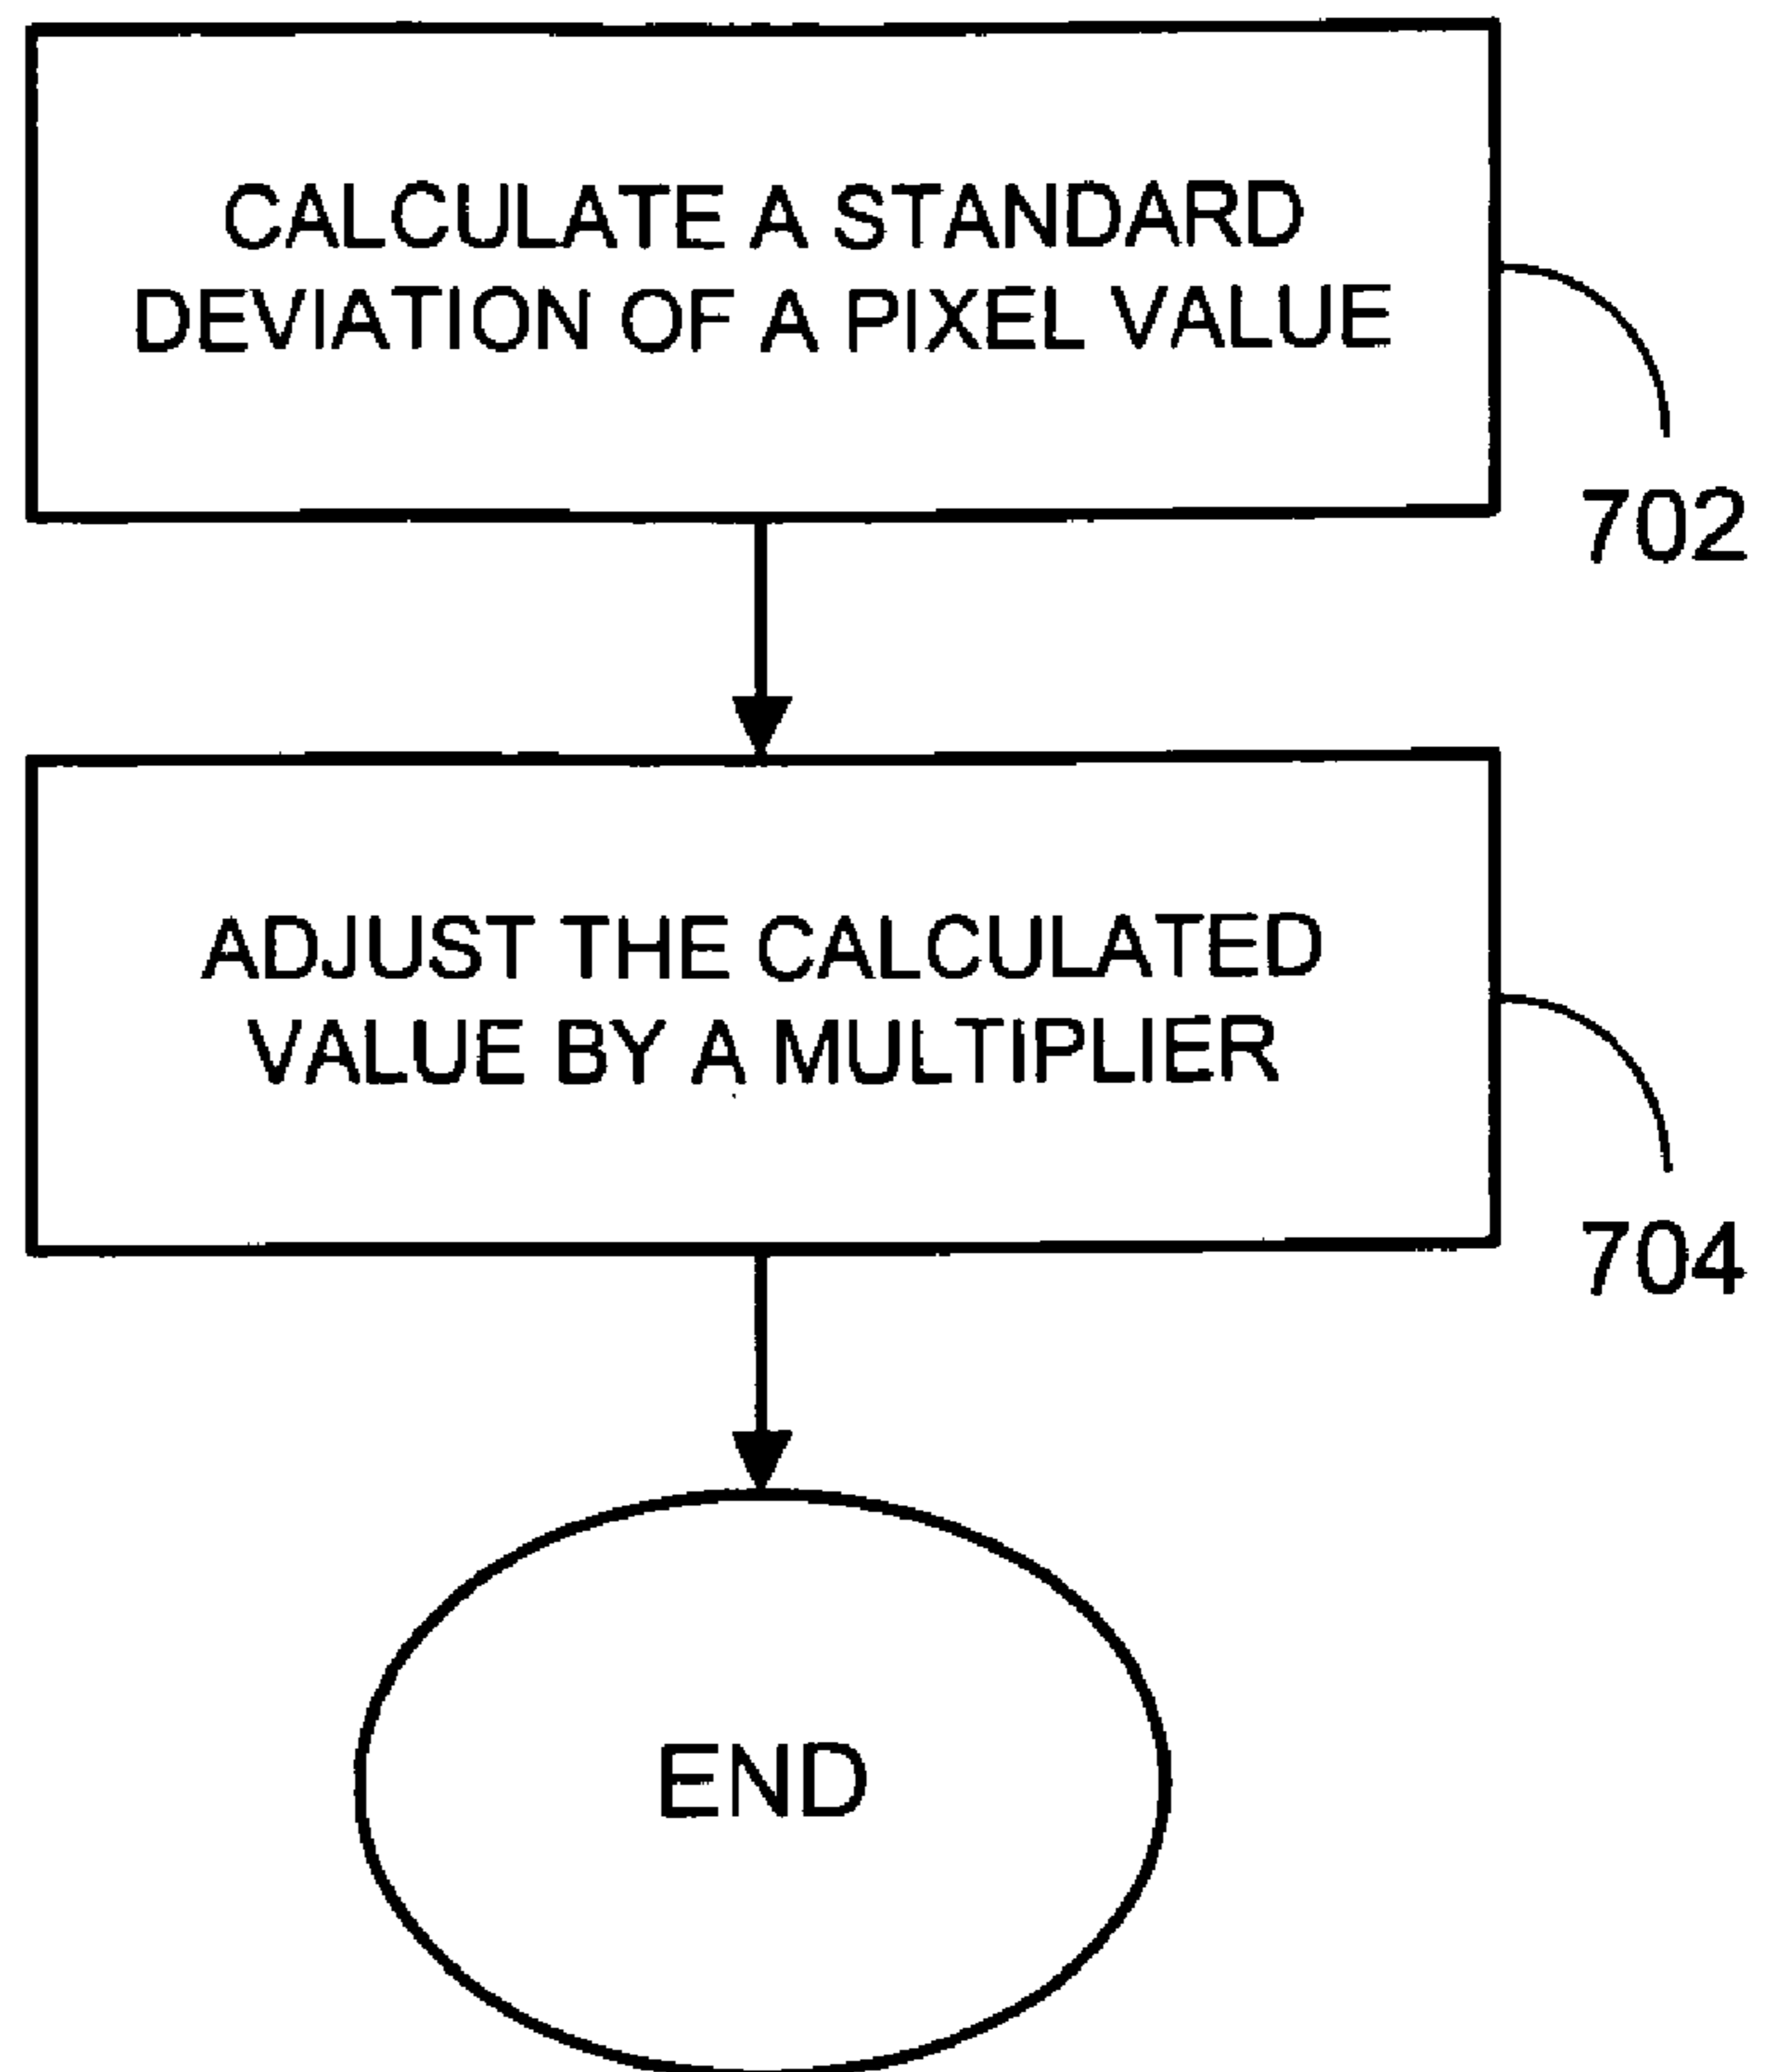 CALCULATE A STANDARD
DEVIATION OF A PIXEL VALUE
702
ADJUST THE CALCULATED
VALUE BY A MULTIPLIER
704
END